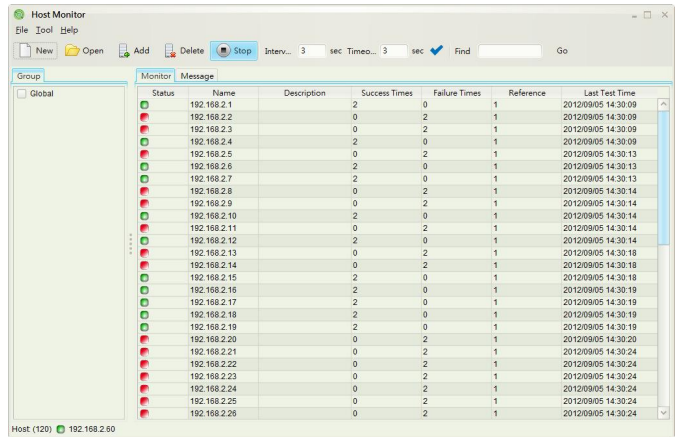 Host Monitor
File Tool Help
New Open Add Delete Stop Interv... 3 sec Timeo... 3 sec Find Go
Group Monitor Message
Global
Status Name Description Success Times Failure Times Reference Last Test Time
192.168.2.1 2 0 1 2012/09/05 14:30:09
192.168.2.2 0 2 1 2012/09/05 14:30:09
192.168.2.3 0 2 1 2012/09/05 14:30:09
192.168.2.4 2 0 1 2012/09/05 14:30:09
192.168.2.5 0 2 1 2012/09/05 14:30:13
192.168.2.6 2 0 1 2012/09/05 14:30:13
192.168.2.7 2 0 1 2012/09/05 14:30:13
192.168.2.8 0 2 1 2012/09/05 14:30:14
192.168.2.9 0 2 1 2012/09/05 14:30:14
192.168.2.10 2 0 1 2012/09/05 14:30:14
192.168.2.11 0 2 1 2012/09/05 14:30:14
192.168.2.12 2 0 1 2012/09/05 14:30:14
192.168.2.13 0 2 1 2012/09/05 14:30:18
192.168.2.14 0 2 1 2012/09/05 14:30:18
192.168.2.15 2 0 1 2012/09/05 14:30:18
192.168.2.16 2 0 1 2012/09/05 14:30:19
192.168.2.17 2 0 1 2012/09/05 14:30:19
192.168.2.18 2 0 1 2012/09/05 14:30:19
192.168.2.19 2 0 1 2012/09/05 14:30:19
192.168.2.20 0 2 1 2012/09/05 14:30:20
192.168.2.21 0 2 1 2012/09/05 14:30:24
192.168.2.22 0 2 1 2012/09/05 14:30:24
192.168.2.23 0 2 1 2012/09/05 14:30:24
192.168.2.24 0 2 1 2012/09/05 14:30:24
192.168.2.25 0 2 1 2012/09/05 14:30:24
192.168.2.26 0 2 1 2012/09/05 14:30:24
Host: (120) 192.168.2.60